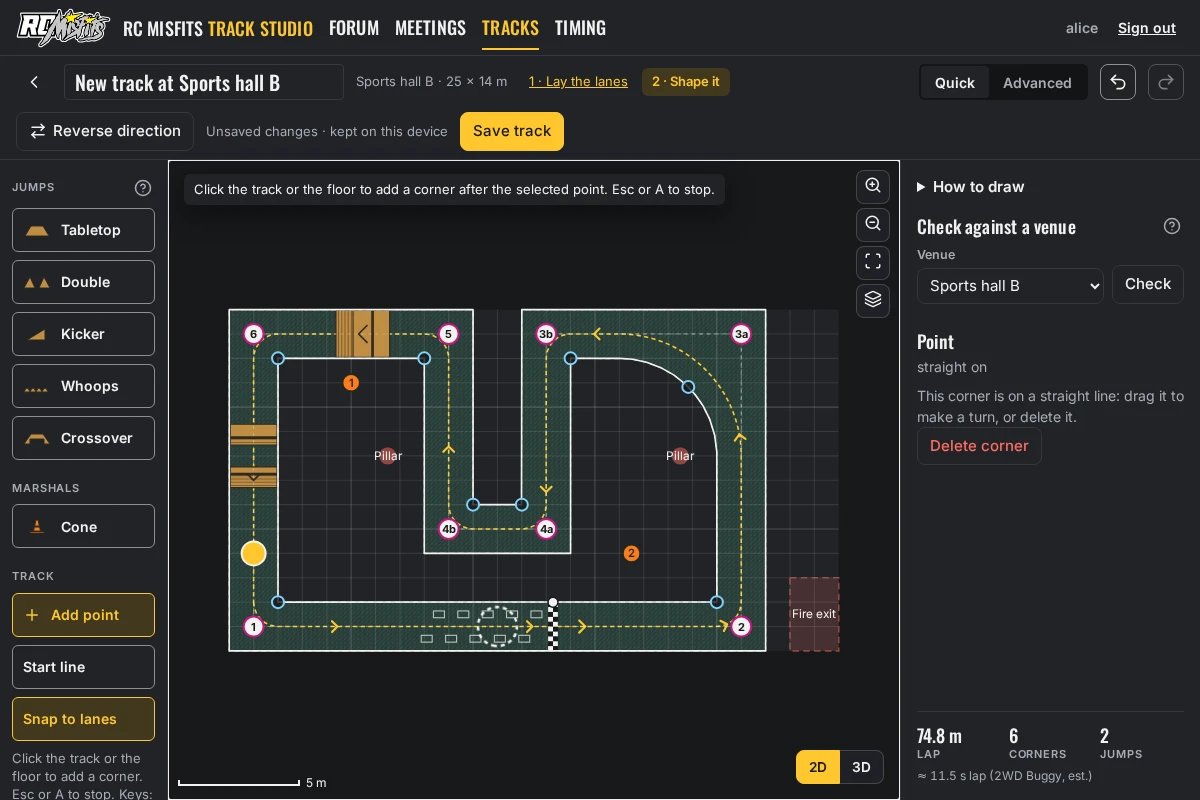 RC Misfits
RC MISFITS TRACK STUDIO
FORUM
MEETINGS
TRACKS
TIMING
alice
Sign out
New track at Sports hall B
Sports hall B · 25 × 14 m
1 · Lay the lanes
2 · Shape it
Quick
Advanced
Reverse direction
Unsaved changes · kept on this device
Save track
JUMPS
Tabletop
Double
Kicker
Whoops
Crossover
MARSHALS
Cone
TRACK
Add point
Start line
Snap to lanes
Click the track or the
floor to add a corner.
Esc or A to stop. Keys:
Click the track or the floor to add a corner after the selected point. Esc or A to stop.
6
5
3b
3a
1
Pillar
Pillar
4b
4a
2
1
2
Fire exit
5 m
2D
3D
How to draw
Check against a venue
Venue
Sports hall B
Check
Point
straight on
This corner is on a straight line: drag it to
make a turn, or delete it.
Delete corner
74.8 m
LAP
6
CORNERS
2
JUMPS
≈ 11.5 s lap (2WD Buggy, est.)